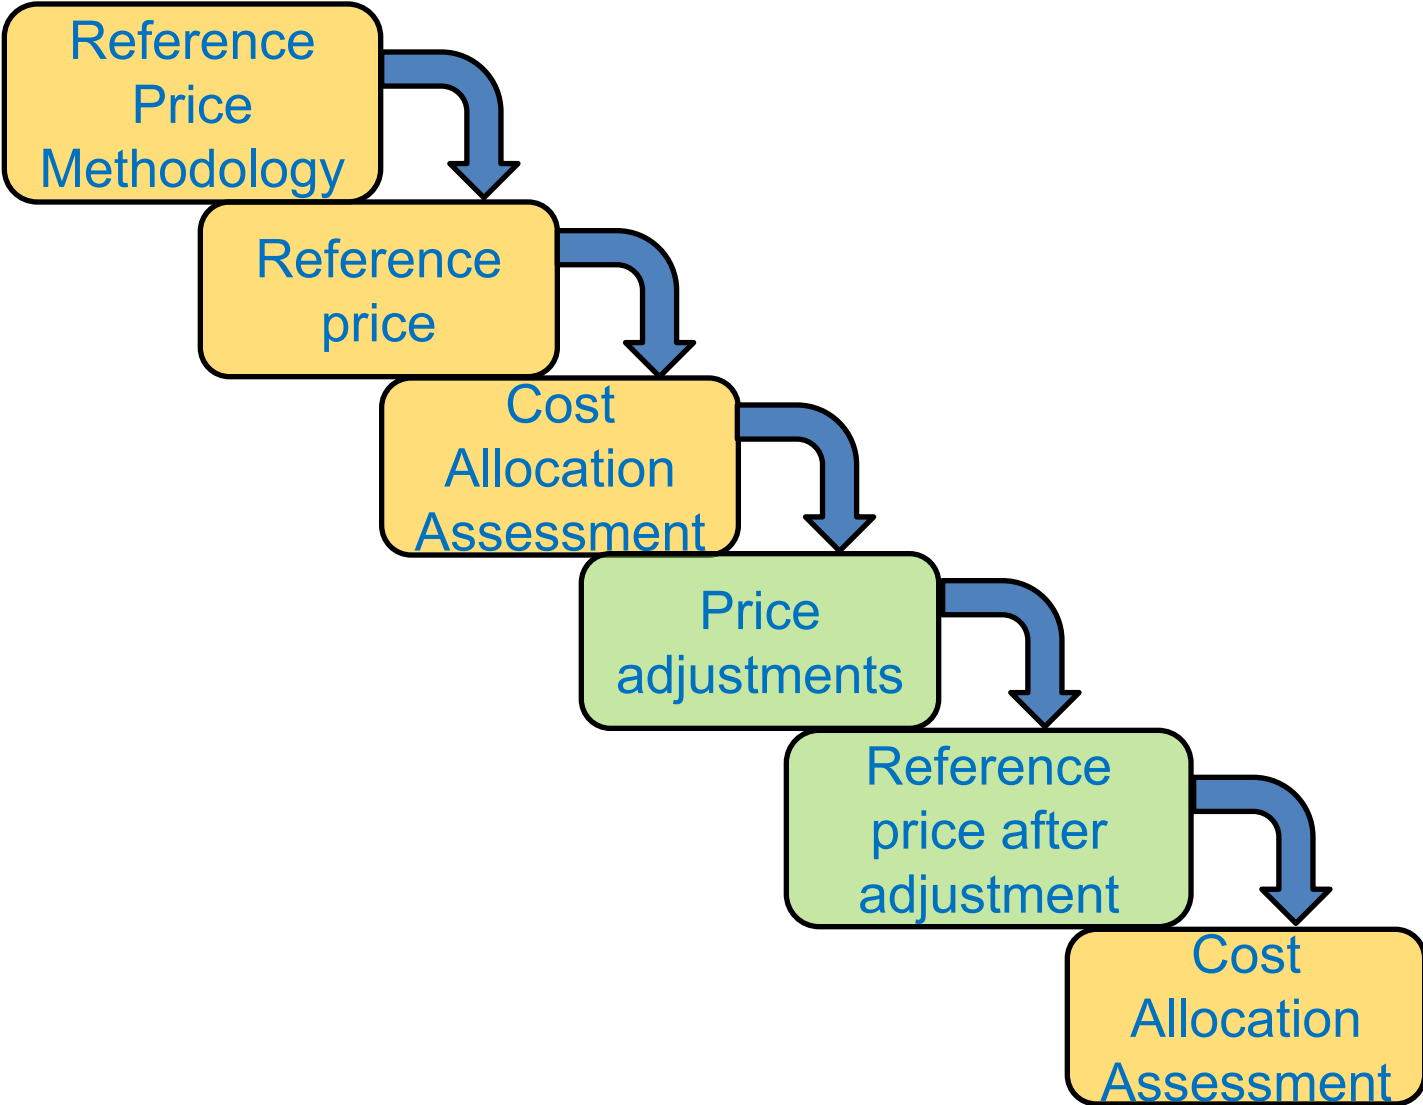 Reference
Price
Methodology
Reference
price
Cost
Allocation
Assessment
Price
adjustments
Reference
price after
adjustment
Cost
Allocation
Assessment